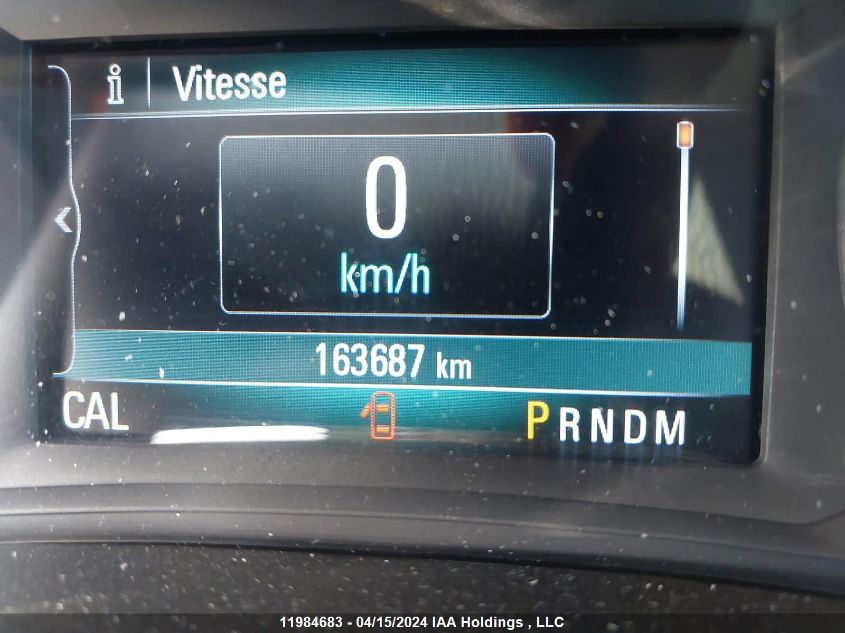 i Vitesse
0
km/h
163687 km
CAL PRNDM
11984683 - 04/15/2024 IAA Holdings , LLC